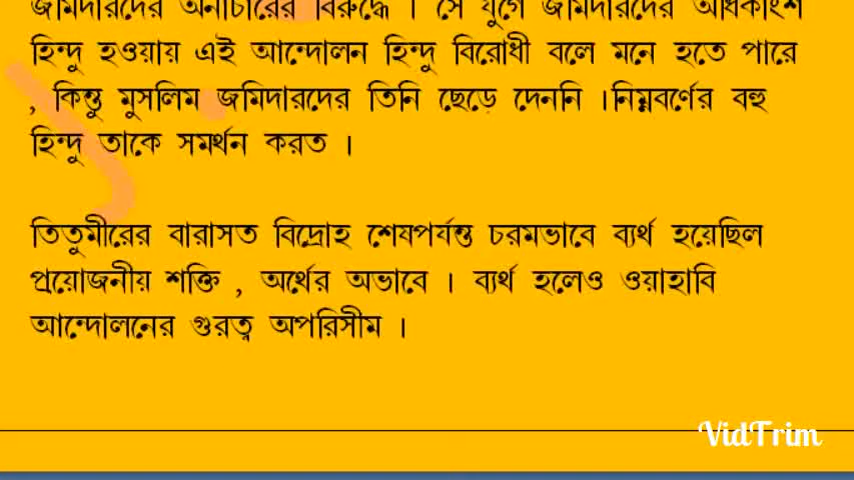 জমিদারদের অনাচারের বিরুদ্ধে । সে যুগে জমিদারদের অধিকাংশ
হিন্দু হওয়ায় এই আন্দোলন হিন্দু বিরোধী বলে মনে হতে পারে
, কিন্তু মুসলিম জমিদারদের তিনি ছেড়ে দেননি ।নিম্নবর্ণের বহু
হিন্দু তাকে সমর্থন করত ।
তিতুমীরের বারাসত বিদ্রোহ শেষপর্যন্ত চরমভাবে ব্যর্থ হয়েছিল
প্রয়োজনীয় শক্তি , অর্থের অভাবে । ব্যর্থ হলেও ওয়াহাবি
আন্দোলনের গুরত্ব অপরিসীম ।
VidTrim